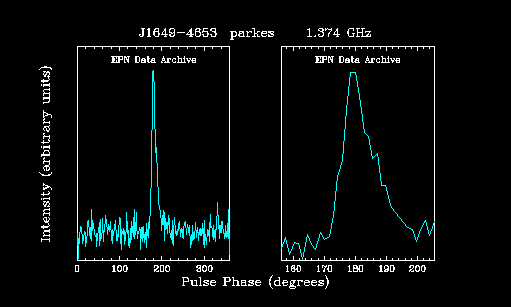 J1649-4653 parkes 1.374 GHz
EPN Data Archive EPN Data Archive
Intensity (arbitrary units)
0 100 200 300 160 170 180 190 200
Pulse Phase (degrees)